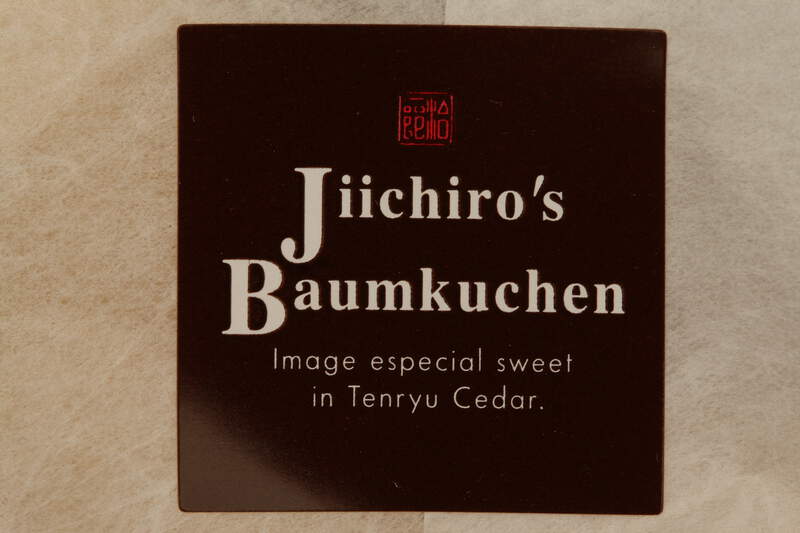 Jiichiro's
Baumkuchen
Image especial sweet
in Tenryu Cedar.